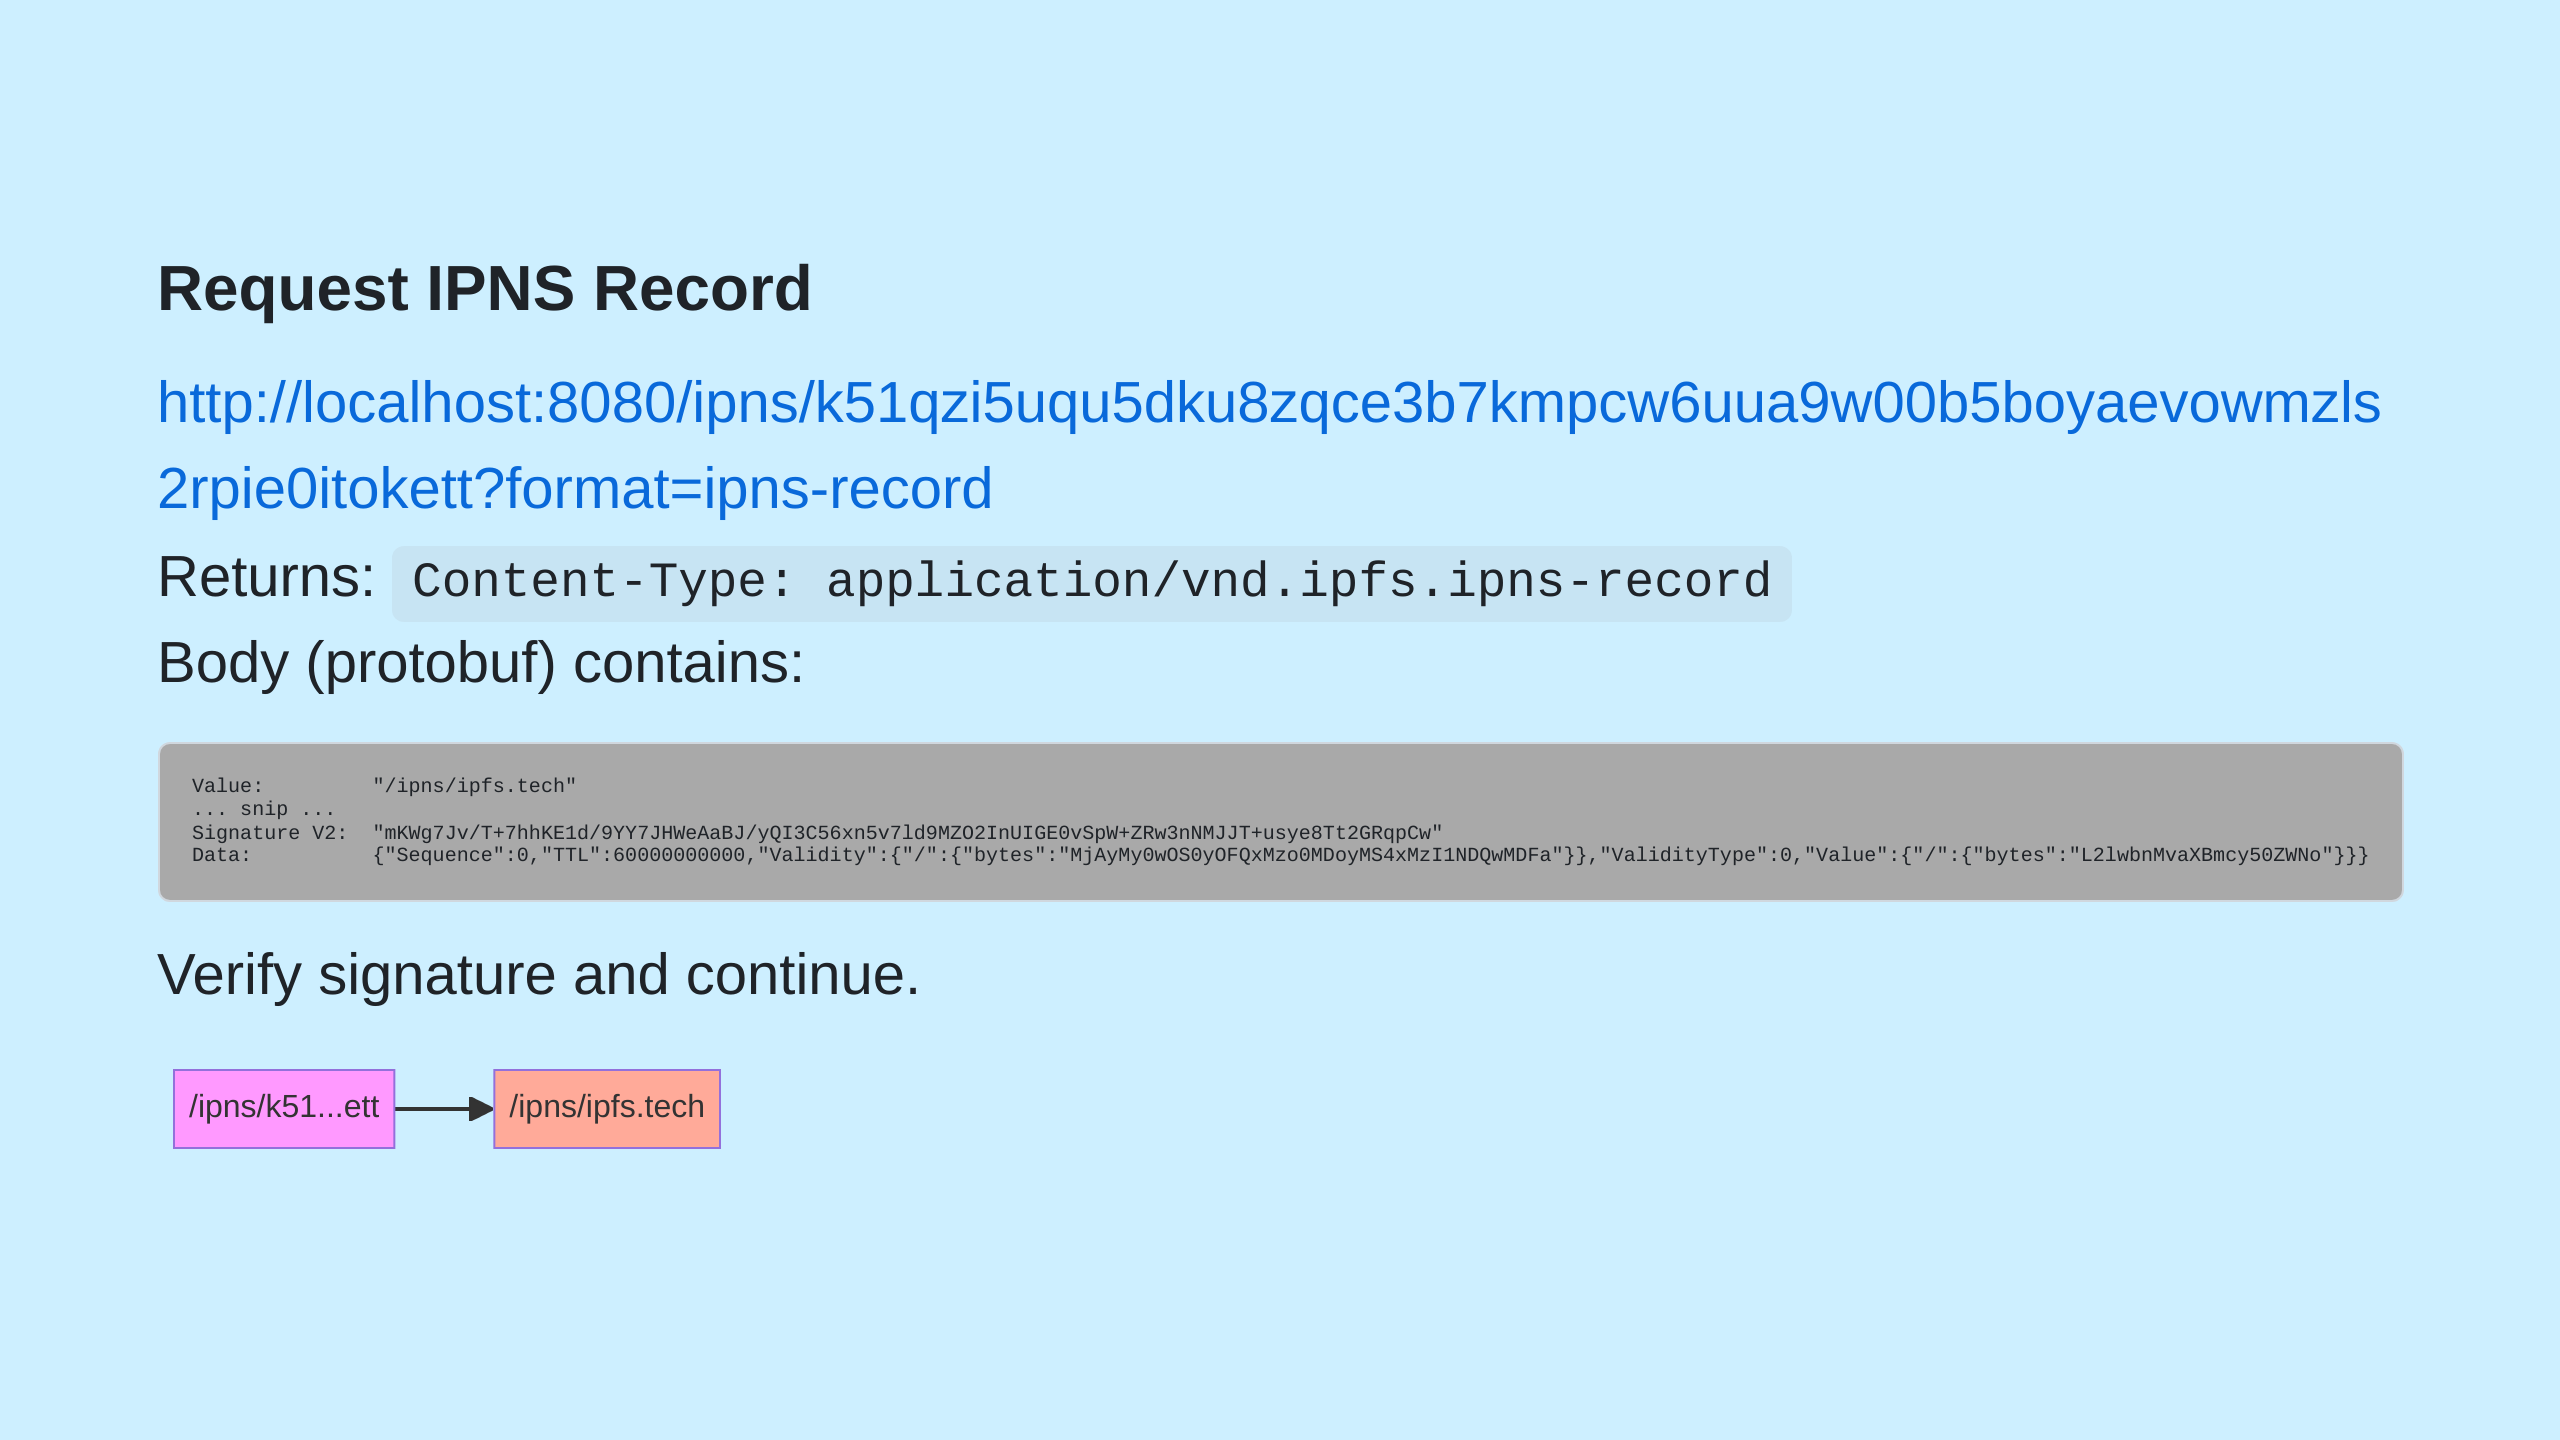 Request IPNS Record
http://localhost:8080/ipns/k51qzi5uqu5dku8zqce3b7kmpcw6uua9w00b5boyaevowmzls
2rpie0itokett?format=ipns-record
Returns: Content-Type: application/vnd.ipfs.ipns-record
Body (protobuf) contains:
Value:         "/ipns/ipfs.tech"
... snip ...
Signature V2:  "mKWg7Jv/T+7hhKE1d/9YY7JHWeAaBJ/yQI3C56xn5v7ld9MZO2InUIGE0vSpW+ZRw3nNMJJT+usye8Tt2GRqpCw"
Data:          {"Sequence":0,"TTL":60000000000,"Validity":{"/":{"bytes":"MjAyMy0wOS0yOFQxMzo0MDoyMS4xMzI1NDQwMDFa"}},"ValidityType":0,"Value":{"/":{"bytes":"L2lwbnMvaXBmcy50ZWNo"}}}
Verify signature and continue.
/ipns/k51...ett /ipns/ipfs.tech